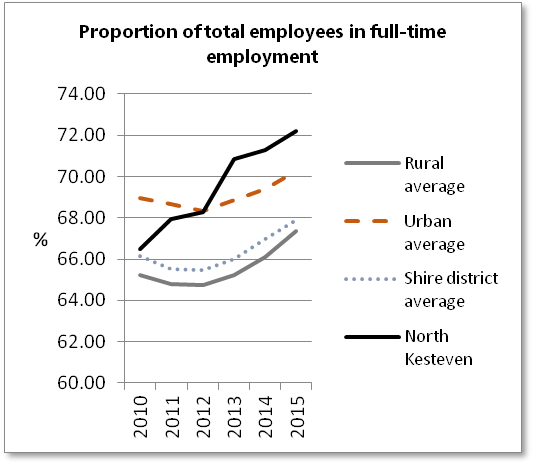 Proportion of total employees in full-time
employment
74.00
72.00
70.00
68.00
66.00
64.00
62.00
60.00
%
2010
2011
2012
2013
2014
2015
Rural
average
Urban
average
Shire district
average
North
Kesteven